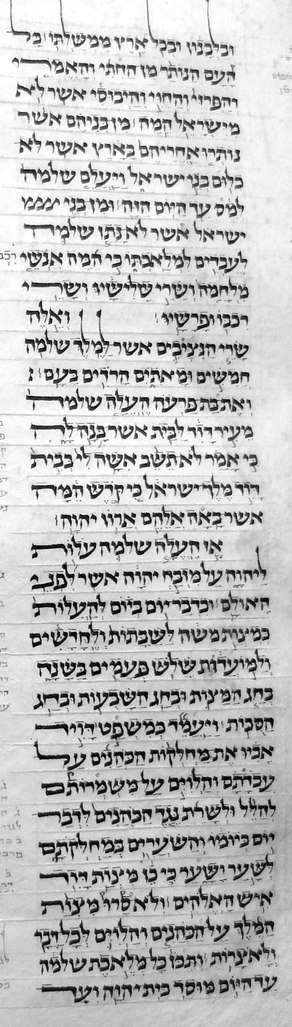 ובלבנון ובכל ארץ ממשלתו כל
העם הנותר מן החתי והאמרי
והפרזי והחוי והיבוסי אשר לא
מישראל המה מן בניהם אשר
נותרו אחריהם בארץ אשר לא
כלום בני ישראל ויעלם שלמה
למס עד היום הזה ומן בני
ישראל אשר לא נתן שלמה
לעבדים למלאכתו כי המה אנשי
מלחמה ושרי שלישיו ושרי
רכבו ופרשיו ואלה
שרי הנציבים אשר למלך שלמה
חמשים ומאתים הרדים בעם
ואת בת פרעה העלה שלמה
מעיר דויד לבית אשר בנה לה
כי אמר לא תשב אשה לי בבית
דויד מלך ישראל כי קדש המה
אשר באה אליהם ארון יהוה
אז העלה שלמה עלות
ליהוה על מזבח יהוה אשר לפני
האולם ובדבר יום ביום להעלות
כמצות משה לשבתות ולחדשים
ולמועדות שלש פעמים בשנה
בחג המצות ובחג השבעות ובחג
הסכות ויעמד כמשפט דויד
אביו את מחלקות הכהנים על
עבדתם והלוים על משמרותם
להלל ולשרת נגד הכהנים לדבר
יום ביומו והשערים במחלקתם
לשער ושער כי כן מצות דויד
איש האלהים ולא סרו מצות
המלך על הכהנים והלוים לכל דבר
ולאצרות ותכן כל מלאכת שלמה
עד היום מוסד בית יהוה ועד